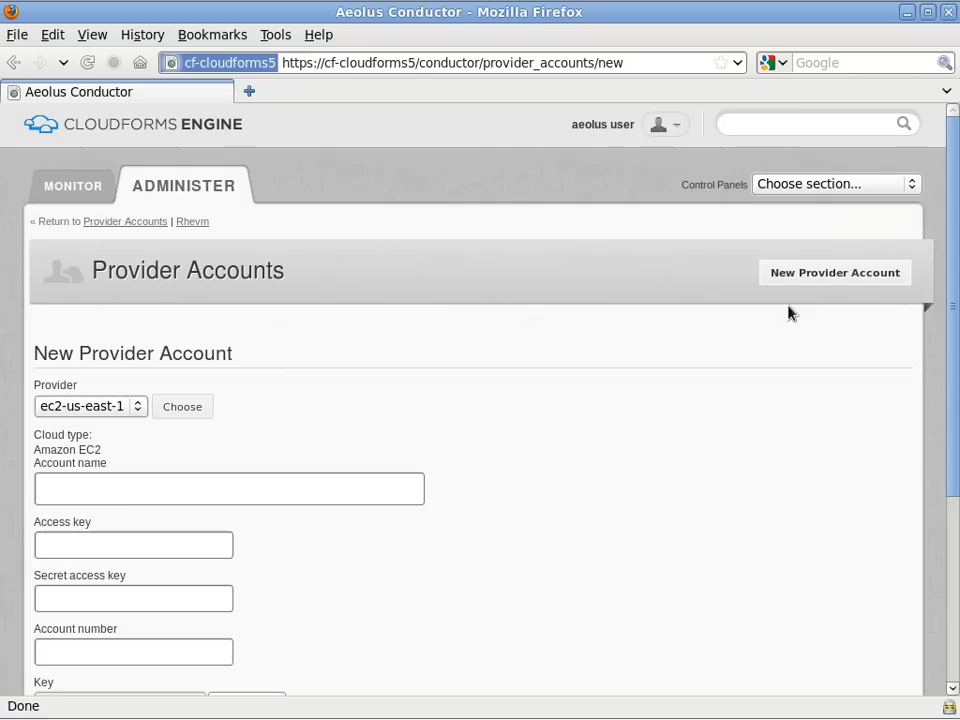 Aeolus Conductor - Mozilla Firefox
File Edit View History Bookmarks Tools Help
cf-cloudforms5 https://cf-cloudforms5/conductor/provider_accounts/new
Google
Aeolus Conductor
CLOUDFORMS ENGINE
aeolus user
MONITOR
ADMINISTER
Control Panels Choose section...
« Return to Provider Accounts | Rhevm
Provider Accounts
New Provider Account
New Provider Account
Provider
ec2-us-east-1 Choose
Cloud type:
Amazon EC2
Account name
Access key
Secret access key
Account number
Key
Done